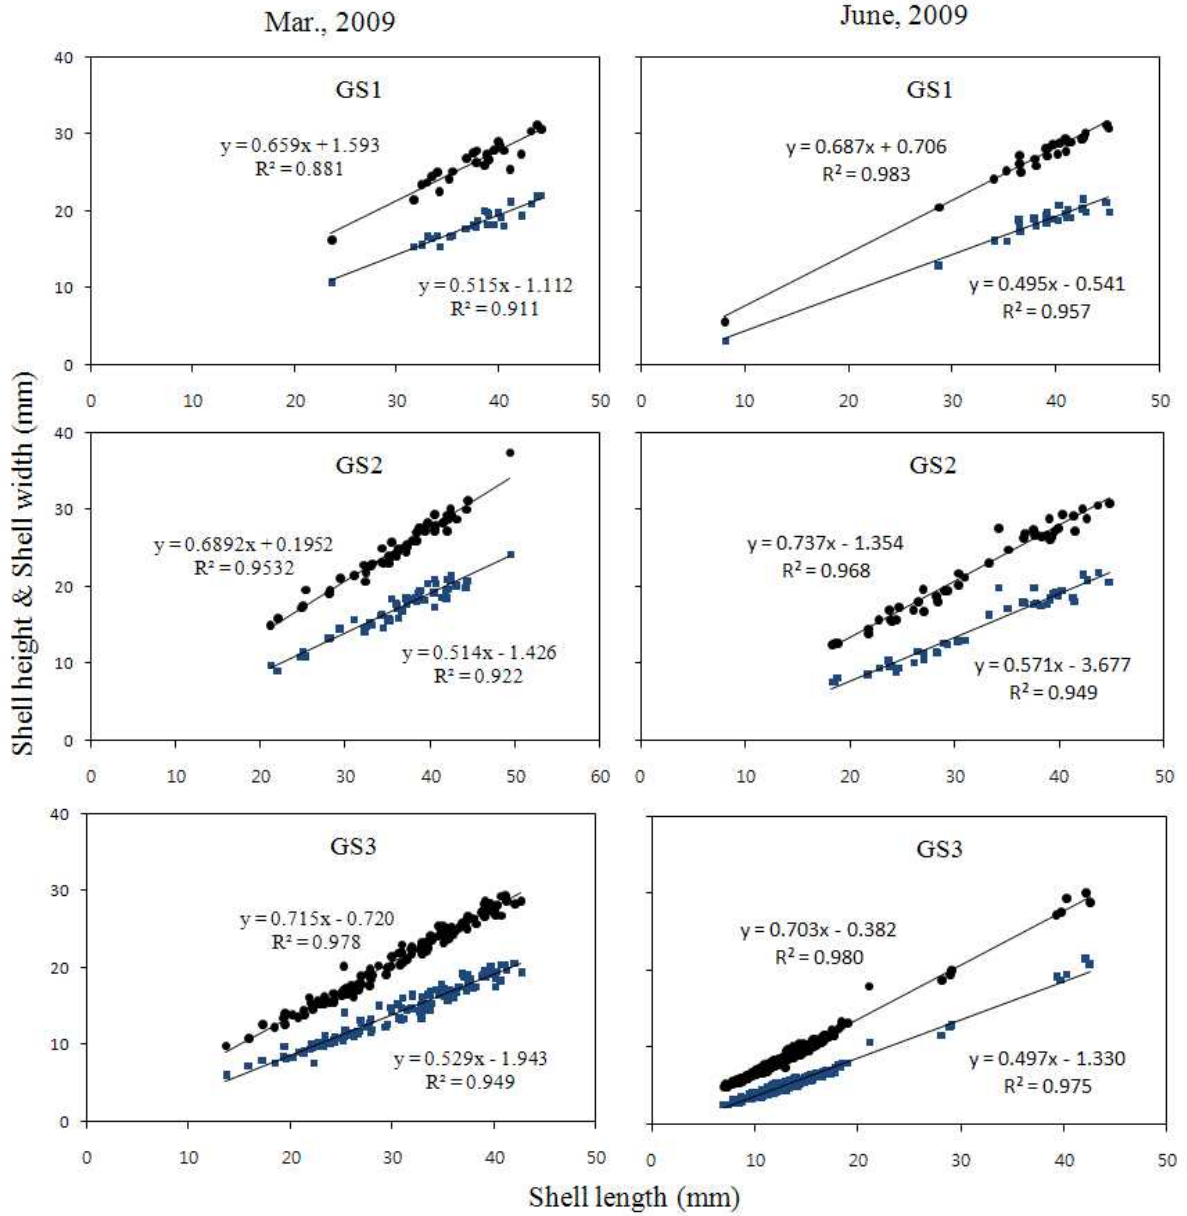 Mar., 2009
June, 2009
Shell height & Shell width (mm)
40
30
20
10
0
GS1
y = 0.659x + 1.593
R² = 0.881
y = 0.515x - 1.112
R² = 0.911
0 20 30 40 50
GS1
y = 0.687x + 0.706
R² = 0.983
y = 0.495x - 0.541
R² = 0.957
0 10 20 30 40 50
40
30
20
10
0
GS2
y = 0.6892x + 0.1952
R² = 0.9532
y = 0.514x - 1.426
R² = 0.922
0 10 20 30 40 50 60
GS2
y = 0.737x - 1.354
R² = 0.968
y = 0.571x - 3.677
R² = 0.949
0 10 20 30 40 50
40
30
20
10
0
GS3
y = 0.715x - 0.720
R² = 0.978
y = 0.529x - 1.943
R² = 0.949
0 10 20 30 40 50
GS3
y = 0.703x - 0.382
R² = 0.980
y = 0.497x - 1.330
R² = 0.975
0 10 20 30 40 50
Shell length (mm)